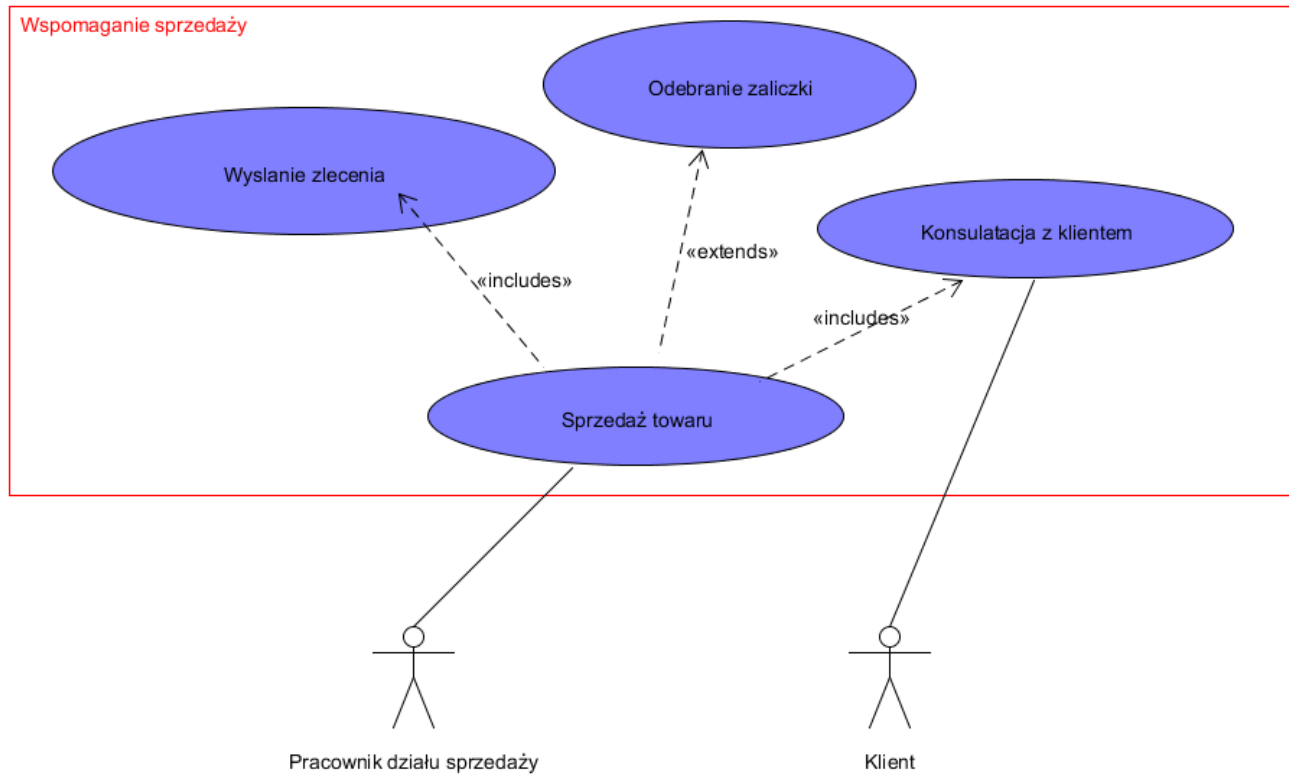 Wspomaganie sprzedaży
Odebranie zaliczki
Wyslanie zlecenia
Konsulatacja z klientem
«extends»
«includes»
«includes»
Sprzedaż towaru
Pracownik działu sprzedaży
Klient